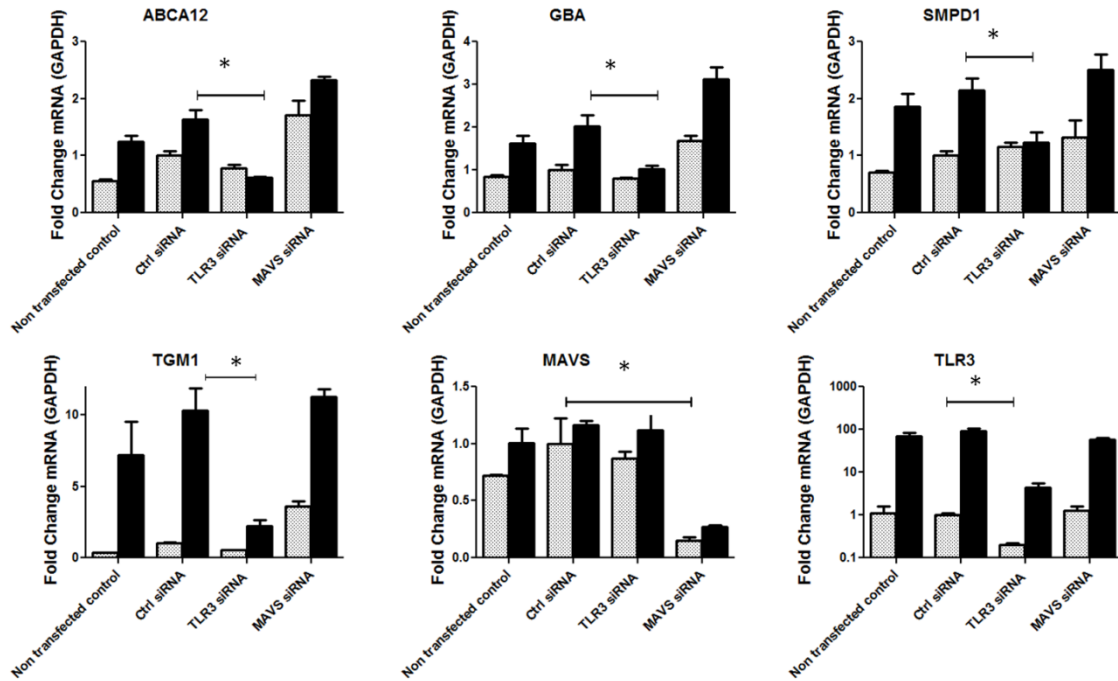 ABCA12
Fold Change mRNA (GAPDH)
3
2
1
0
*
Non transfected control
Ctrl siRNA
TLR3 siRNA
MAVS siRNA
GBA
Fold Change mRNA (GAPDH)
4
3
2
1
0
*
Non transfected control
Ctrl siRNA
TLR3 siRNA
MAVS siRNA
SMPD1
Fold Change mRNA (GAPDH)
3
2
1
0
*
Non transfected control
Ctrl siRNA
TLR3 siRNA
MAVS siRNA
TGM1
Fold Change mRNA (GAPDH)
10
5
0
*
Non transfected control
Ctrl siRNA
TLR3 siRNA
MAVS siRNA
MAVS
Fold Change mRNA (GAPDH)
1.5
1.0
0.5
0.0
*
Non transfected control
Ctrl siRNA
TLR3 siRNA
MAVS siRNA
TLR3
Fold Change mRNA (GAPDH)
1000
100
10
1
0.1
*
Non transfected control
Ctrl siRNA
TLR3 siRNA
MAVS siRNA